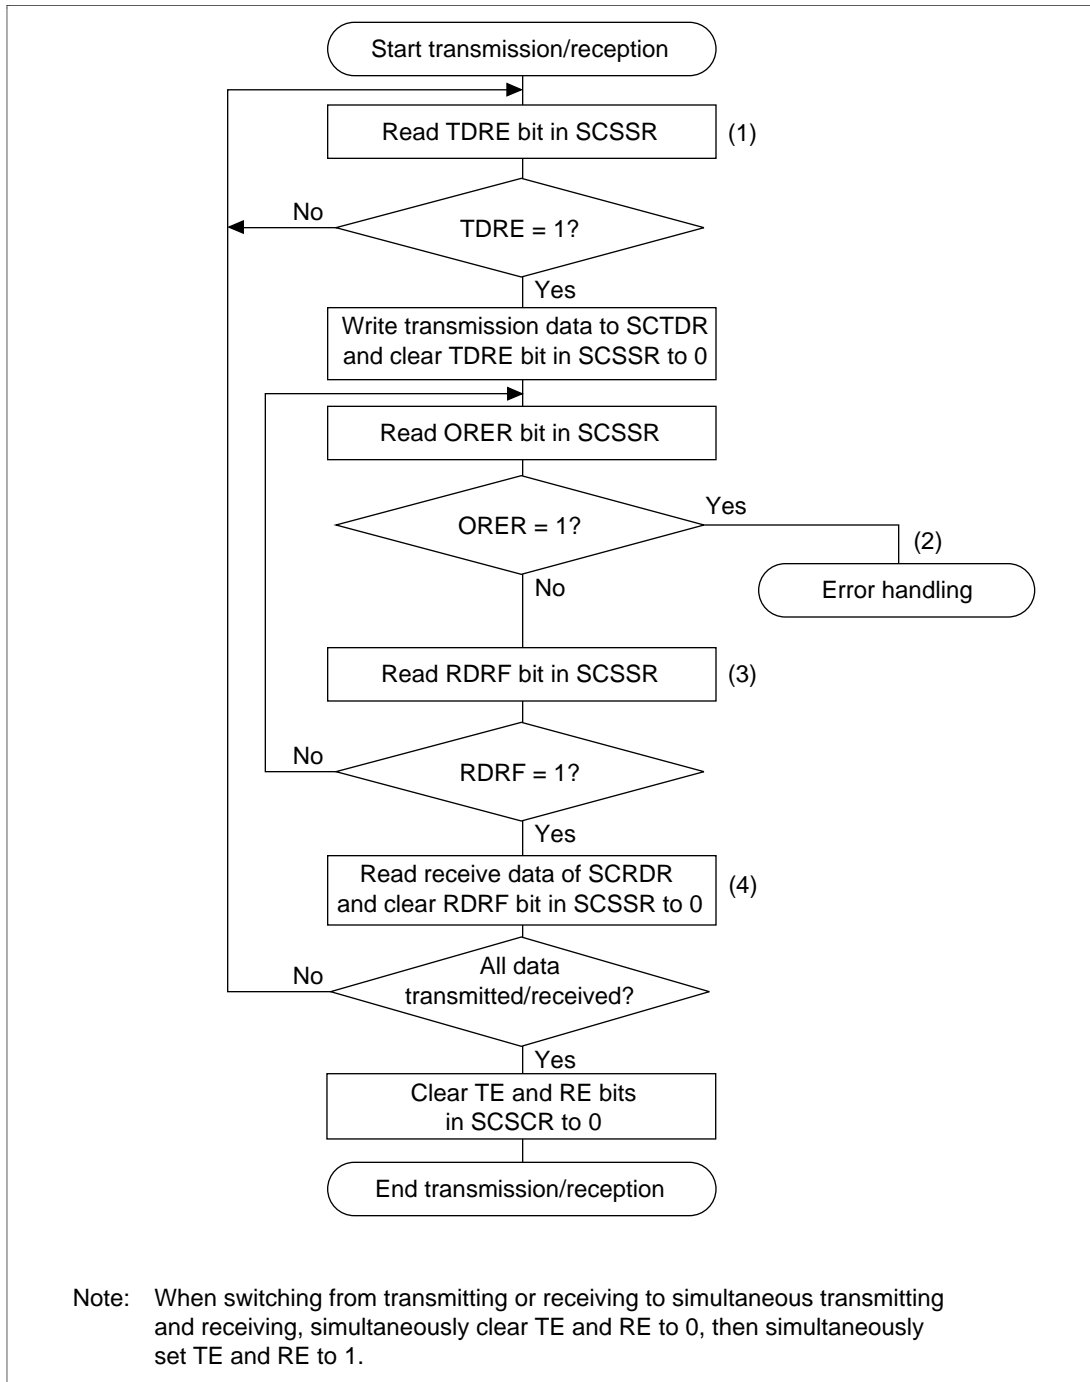 Start transmission/reception
Read TDRE bit in SCSSR
(1)
No
TDRE = 1?
Yes
Write transmission data to SCTDR
and clear TDRE bit in SCSSR to 0
Read ORER bit in SCSSR
ORER = 1?
Yes
(2)
Error handling
No
Read RDRF bit in SCSSR
(3)
No
RDRF = 1?
Yes
Read receive data of SCRDR
and clear RDRF bit in SCSSR to 0
(4)
No
All data
transmitted/received?
Yes
Clear TE and RE bits
in SCSCR to 0
End transmission/reception
Note: When switching from transmitting or receiving to simultaneous transmitting
and receiving, simultaneously clear TE and RE to 0, then simultaneously
set TE and RE to 1.